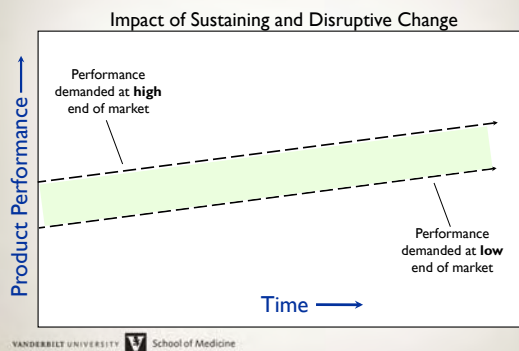 Impact of Sustaining and Disruptive Change
Product Performance
Performance
demanded at high
end of market
Performance
demanded at low
end of market
Time
VANDERBILT UNIVERSITY V School of Medicine